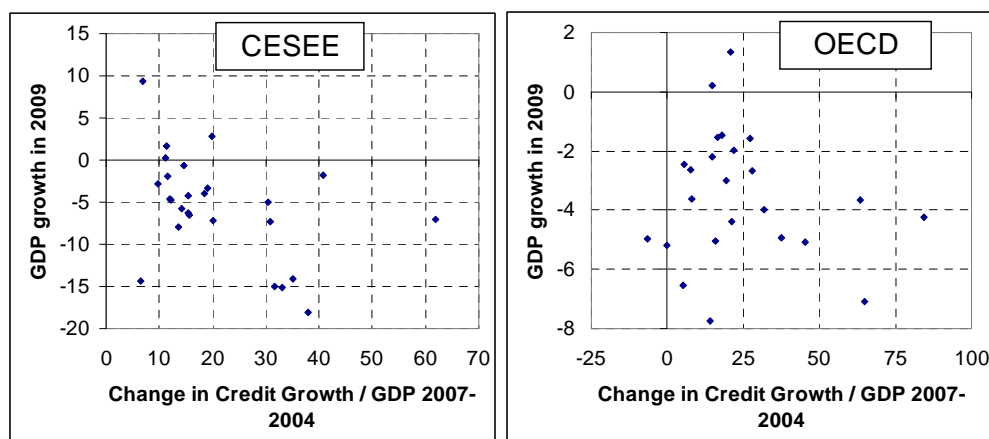 CESEE
GDP growth in 2009
15
10
5
0
-5
-10
-15
-20
0 10 20 30 40 50 60 70
Change in Credit Growth / GDP 2007-
2004
OECD
GDP growth in 2009
2
0
-2
-4
-6
-8
-25 0 25 50 75 100
Change in Credit Growth / GDP 2007-
2004